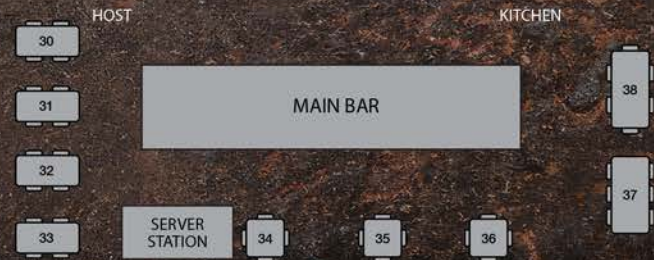 HOST
KITCHEN
30
31
32
33
MAIN BAR
SERVER
STATION
34
35
36
37
38